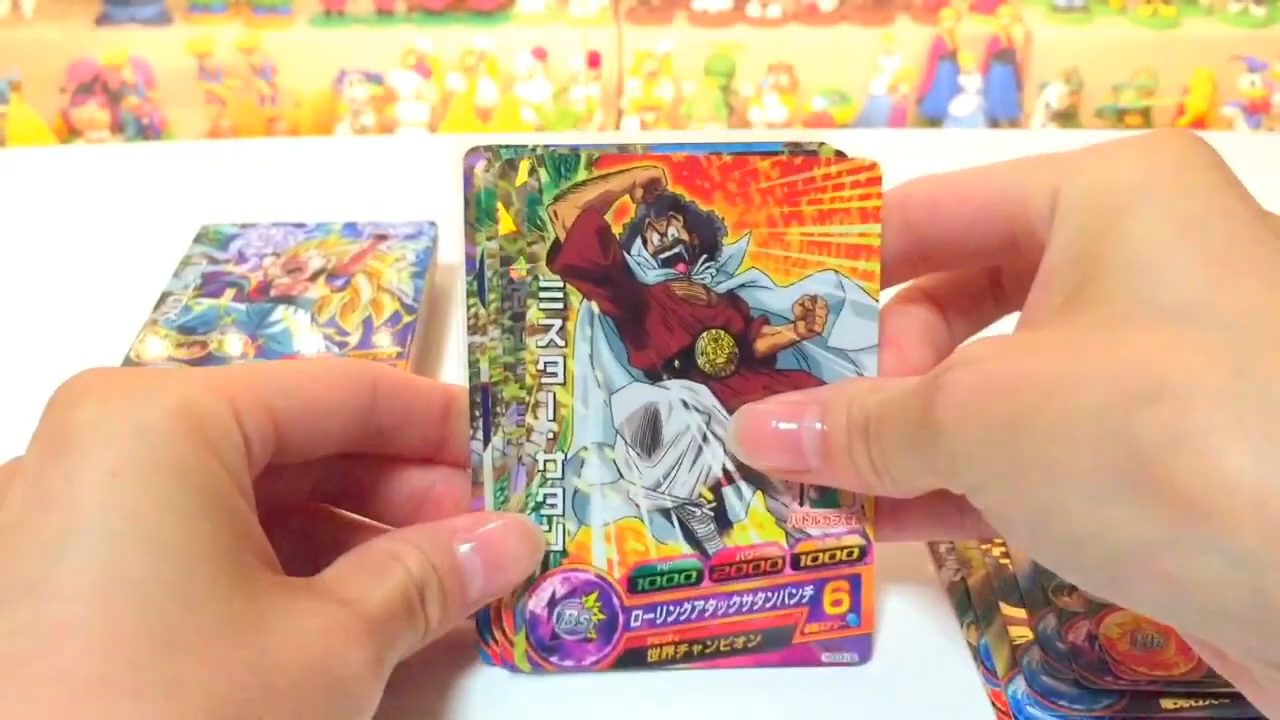 ミスター・サタン
バトルカプセル
HP
パワー
1000
2000
1000
BS
ローリングアタックサタンパンチ
6
アビリティ
世界チャンピオン